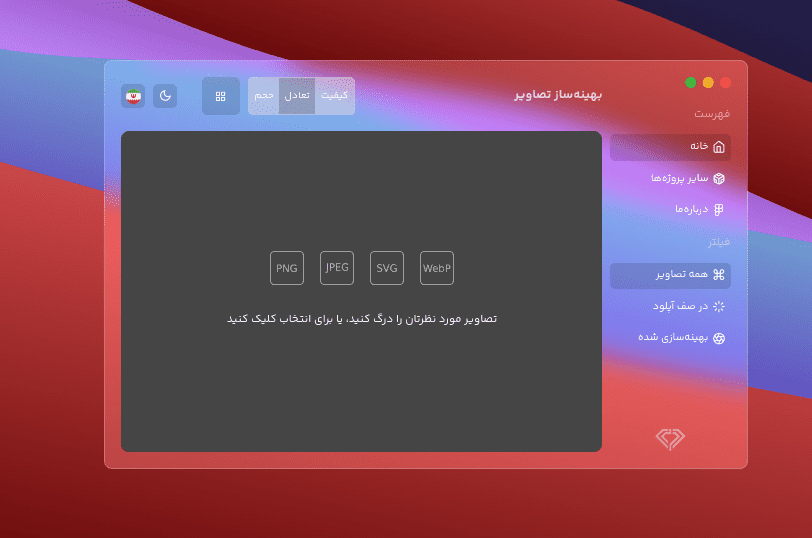 بهینه‌ساز تصاویر
کیفیت تعادل حجم
فهرست
خانه
سایر پروژه‌ها
درباره‌ما
فیلتر
همه تصاویر
در صف آپلود
بهینه‌سازی شده
PNG JPEG SVG WebP
تصاویر مورد نظرتان را درگ کنید، یا برای انتخاب کلیک کنید